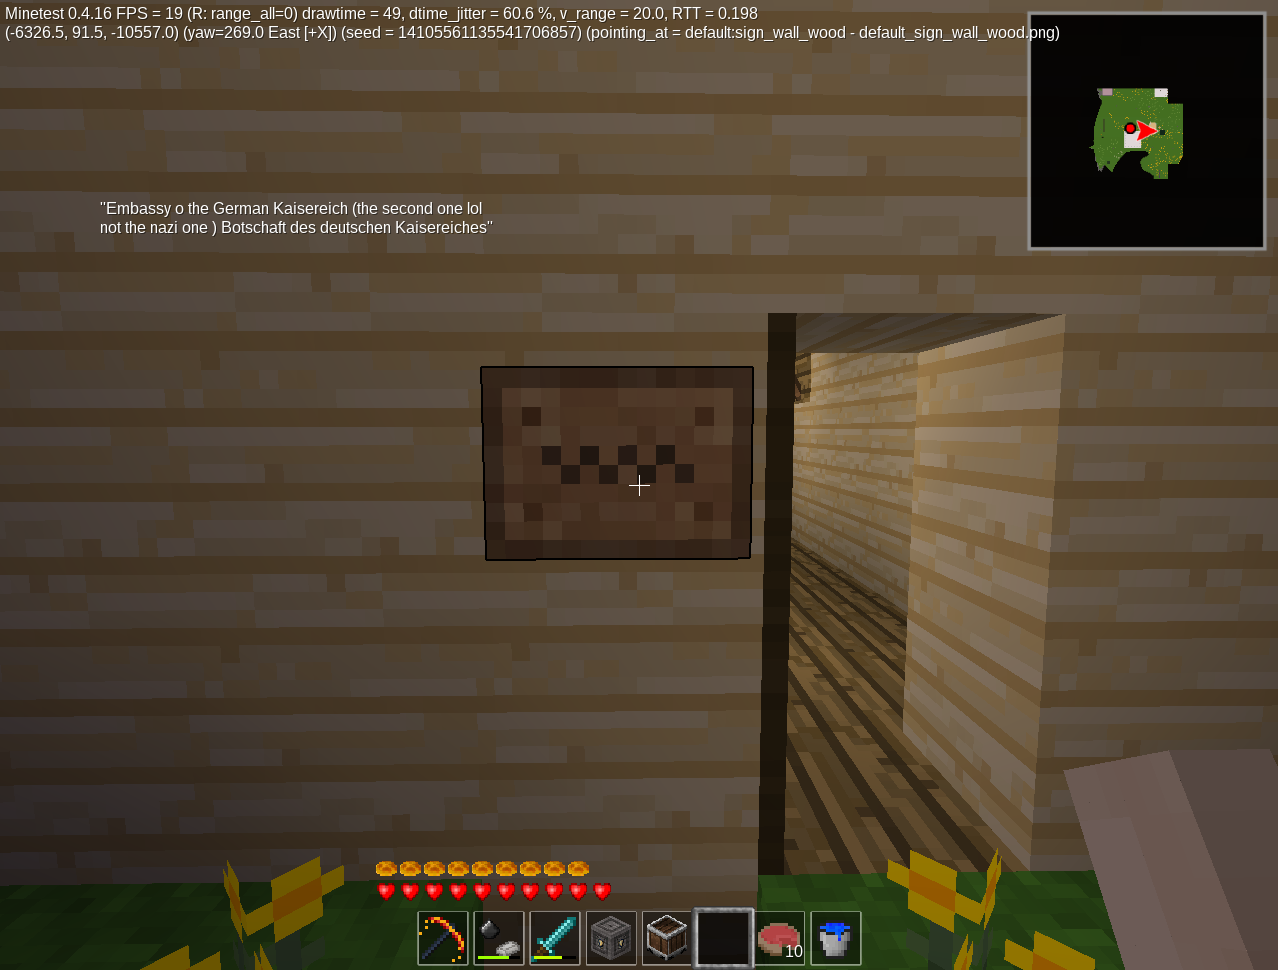 Minetest 0.4.16 FPS = 19 (R: range_all=0) drawtime = 49, dtime_jitter = 60.6 %, v_range = 20.0, RTT = 0.198
(-6326.5, 91.5, -10557.0) (yaw=269.0 East [+X]) (seed = 14105561135541706857) (pointing_at = default:sign_wall_wood - default_sign_wall_wood.png)
"Embassy o the German Kaisereich (the second one lol
not the nazi one ) Botschaft des deutschen Kaisereiches"
10